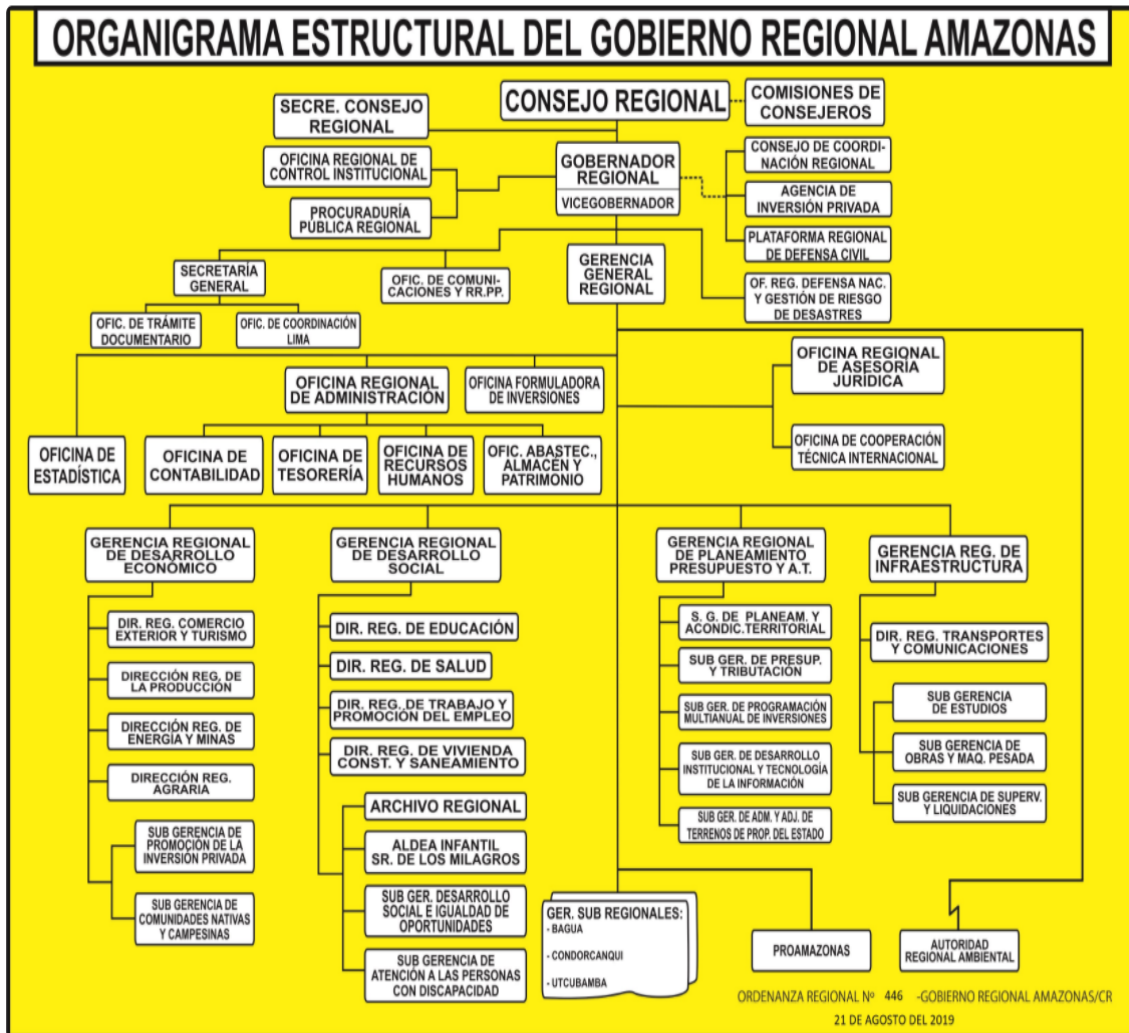 ORGANIGRAMA ESTRUCTURAL DEL GOBIERNO REGIONAL AMAZONAS
CONSEJO REGIONAL
COMISIONES DE
CONSEJEROS
SECRE. CONSEJO
REGIONAL
OFICINA REGIONAL DE
CONTROL INSTITUCIONAL
PROCURADURÍA
PÚBLICA REGIONAL
GOBERNADOR
REGIONAL
VICEGOBERNADOR
CONSEJO DE COORDI-
NACIÓN REGIONAL
AGENCIA DE
INVERSIÓN PRIVADA
PLATAFORMA REGIONAL
DE DEFENSA CIVIL
SECRETARÍA
GENERAL
OFIC. DE COMUNI-
CACIONES Y RR.PP.
GERENCIA
GENERAL
REGIONAL
OF. REG. DEFENSA NAC.
Y GESTIÓN DE RIESGO
DE DESASTRES
OFIC. DE TRÁMITE
DOCUMENTARIO
OFIC. DE COORDINACIÓN
LIMA
OFICINA REGIONAL
DE ADMINISTRACIÓN
OFICINA FORMULADORA
DE INVERSIONES
OFICINA REGIONAL
DE ASESORÍA
JURÍDICA
OFICINA DE COOPERACIÓN
TÉCNICA INTERNACIONAL
OFICINA DE
ESTADÍSTICA
OFICINA DE
CONTABILIDAD
OFICINA DE
TESORERÍA
OFICINA DE
RECURSOS
HUMANOS
OFIC. ABASTEC.,
ALMACÉN Y
PATRIMONIO
GERENCIA REGIONAL
DE DESARROLLO
ECONÓMICO
DIR. REG. COMERCIO
EXTERIOR Y TURISMO
DIRECCIÓN REG. DE
LA PRODUCCIÓN
DIRECCIÓN REG. DE
ENERGÍA Y MINAS
DIRECCIÓN REG.
AGRARIA
SUB GERENCIA DE
PROMOCIÓN DE LA
INVERSIÓN PRIVADA
SUB GERENCIA DE
COMUNIDADES NATIVAS
Y CAMPESINAS
GERENCIA REGIONAL
DE DESARROLLO
SOCIAL
DIR. REG. DE EDUCACIÓN
DIR. REG. DE SALUD
DIR. REG. DE TRABAJO Y
PROMOCIÓN DEL EMPLEO
DIR. REG. DE VIVIENDA
CONST. Y SANEAMIENTO
ARCHIVO REGIONAL
ALDEA INFANTIL
SR. DE LOS MILAGROS
SUB GER. DESARROLLO
SOCIAL E IGUALDAD DE
OPORTUNIDADES
SUB GERENCIA DE
ATENCIÓN A LAS PERSONAS
CON DISCAPACIDAD
GERENCIA REGIONAL
DE PLANEAMIENTO
PRESUPUESTO Y A.T.
S. G. DE PLANEAM. Y
ACONDIC.TERRITORIAL
SUB GER. DE PRESUP.
Y TRIBUTACIÓN
SUB GER. DE PROGRAMACIÓN
MULTIANUAL DE INVERSIONES
SUB GER. DE DESARROLLO
INSTITUCIONAL Y TECNOLOGÍA
DE LA INFORMACIÓN
SUB GER. DE ADM. Y ADJ. DE
TERRENOS DE PROP. DEL ESTADO
GERENCIA REG. DE
INFRAESTRUCTURA
DIR. REG. TRANSPORTES
Y COMUNICACIONES
SUB GERENCIA
DE ESTUDIOS
SUB GERENCIA DE
OBRAS Y MAQ. PESADA
SUB GERENCIA DE SUPERV.
Y LIQUIDACIONES
GER. SUB REGIONALES:
- BAGUA
- CONDORCANQUI
- UTCUBAMBA
PROAMAZONAS
AUTORIDAD
REGIONAL AMBIENTAL
ORDENANZA REGIONAL Nº 446 -GOBIERNO REGIONAL AMAZONAS/CR
21 DE AGOSTO DEL 2019